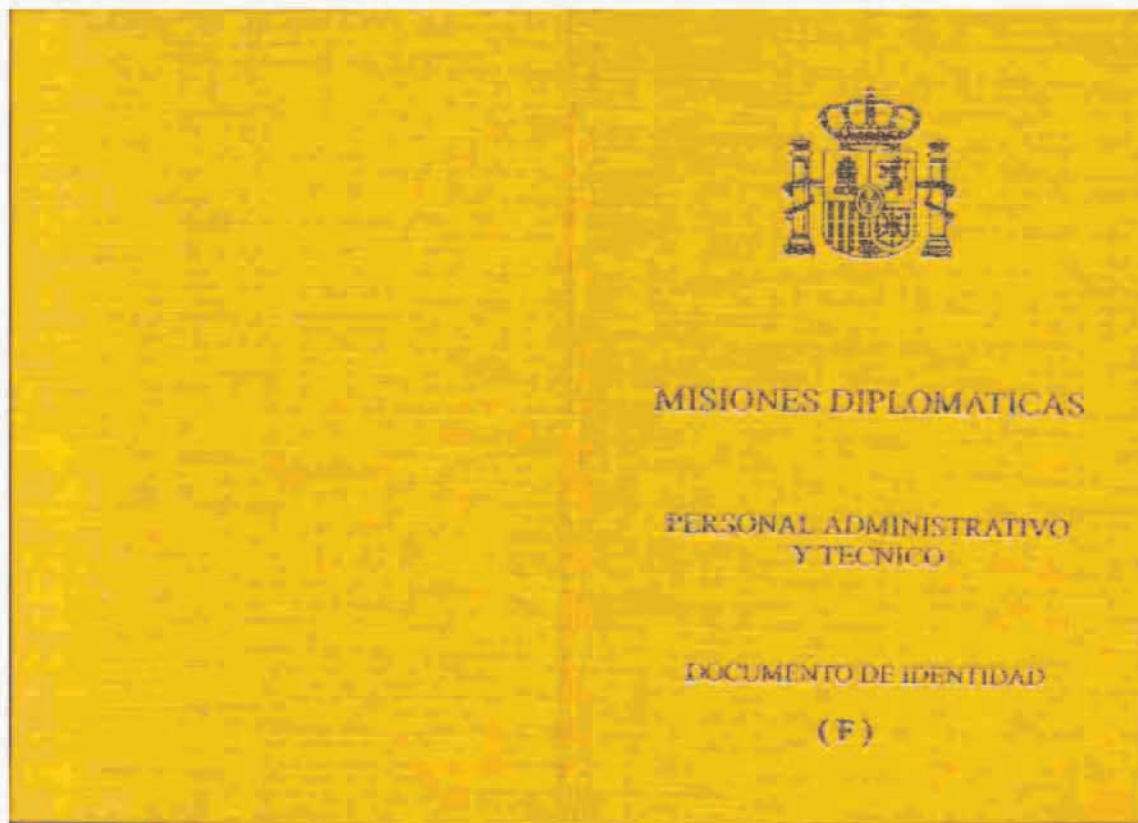 MISIONES DIPLOMATICAS
PERSONAL ADMINISTRATIVO
Y TECNICO
DOCUMENTO DE IDENTIDAD
( F )